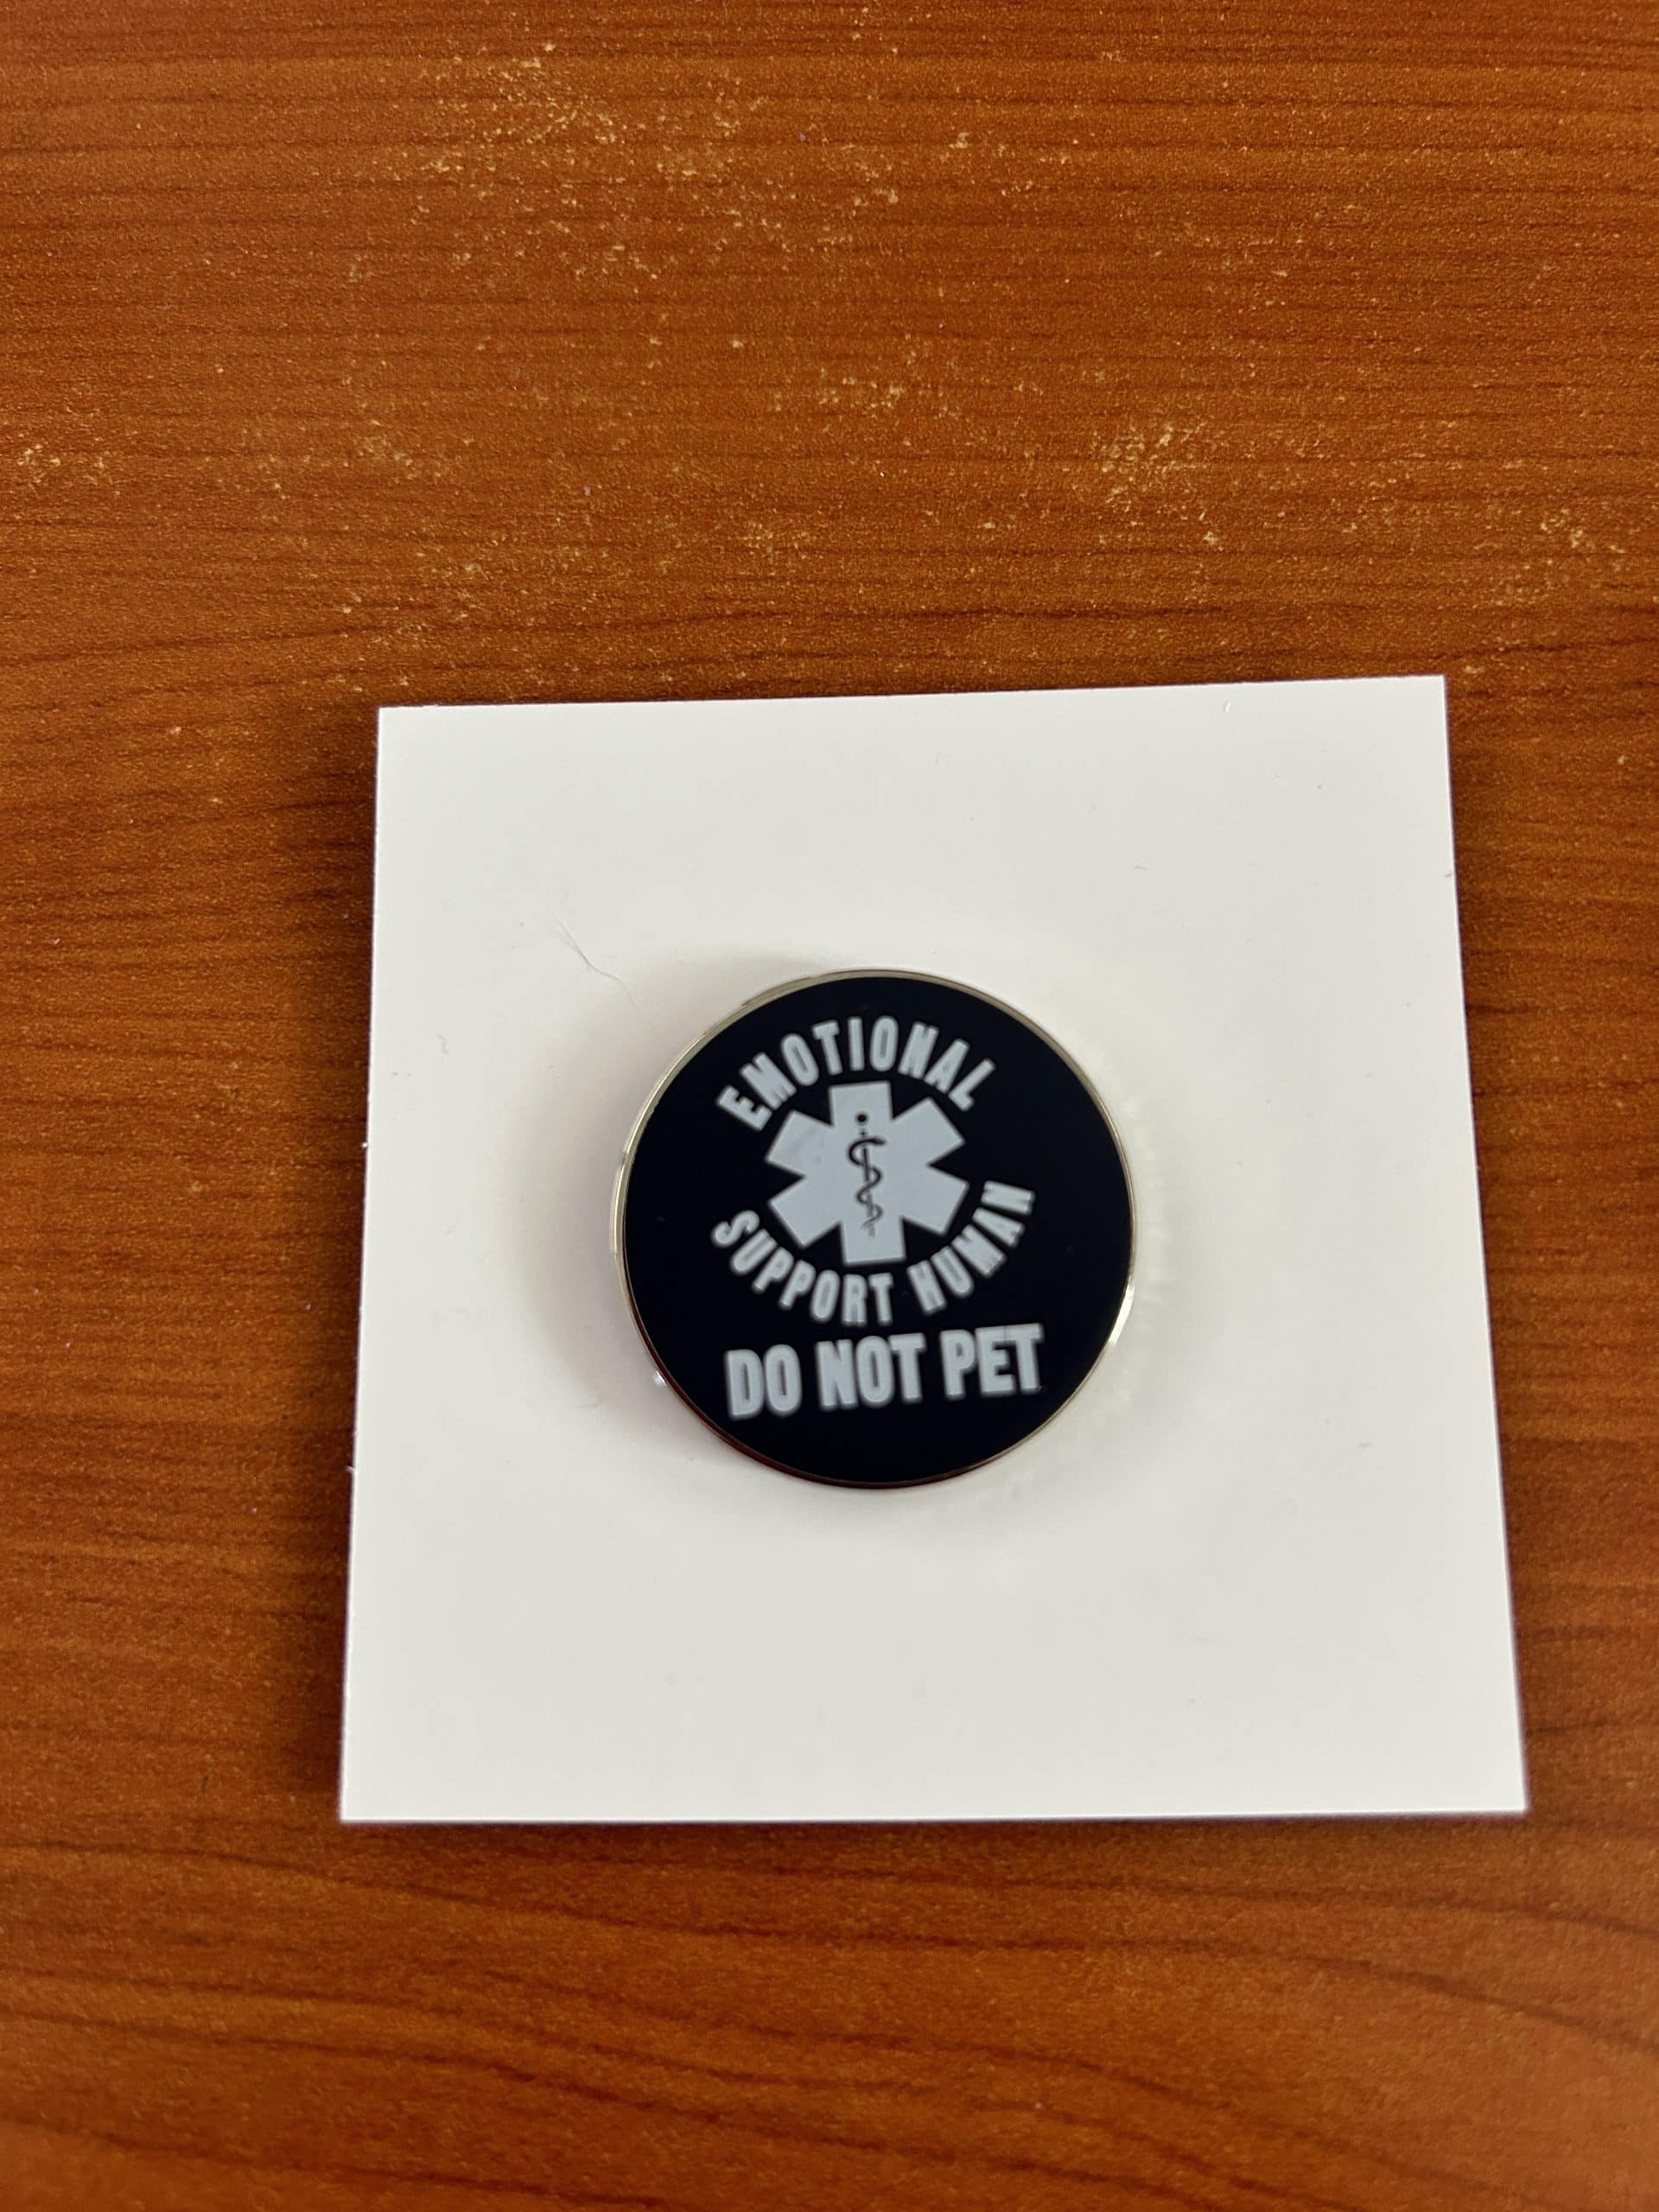 EMOTIONAL
SUPPORT HUMAN
DO NOT PET